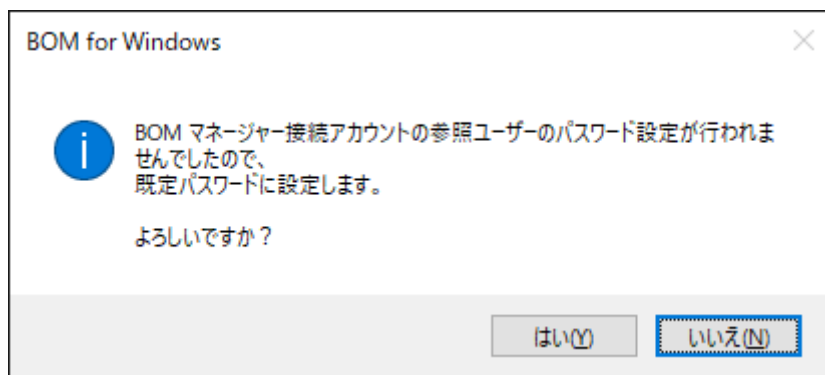 BOM for Windows
BOM マネージャー接続アカウントの参照ユーザーのパスワード設定が行われま
せんでしたので、
既定パスワードに設定します。
よろしいですか？
はい(Y)
いいえ(N)